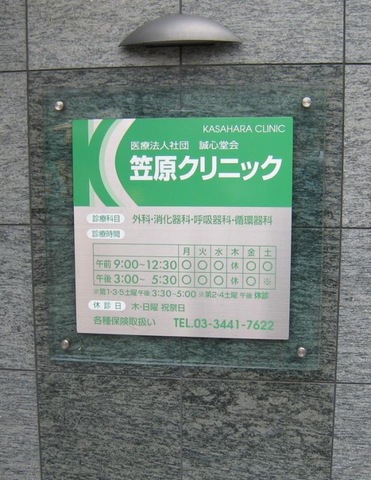 KASAHARA CLINIC
医療法人社団 誠心堂会
笠原クリニック
診療科目 外科・消化器科・呼吸器科・循環器科
診療時間
月 火 水 木 金 土
午前 9:00~12:30 〇 〇 〇 休 〇 〇
午後 3:00~ 5:30 〇 〇 〇 休 〇 ※
※第1・3・5土曜 午後 3:30~5:00 ※第2・4土曜 午後 休診
休診日 木・日曜 祝祭日
各種保険取扱い TEL.03-3441-7622